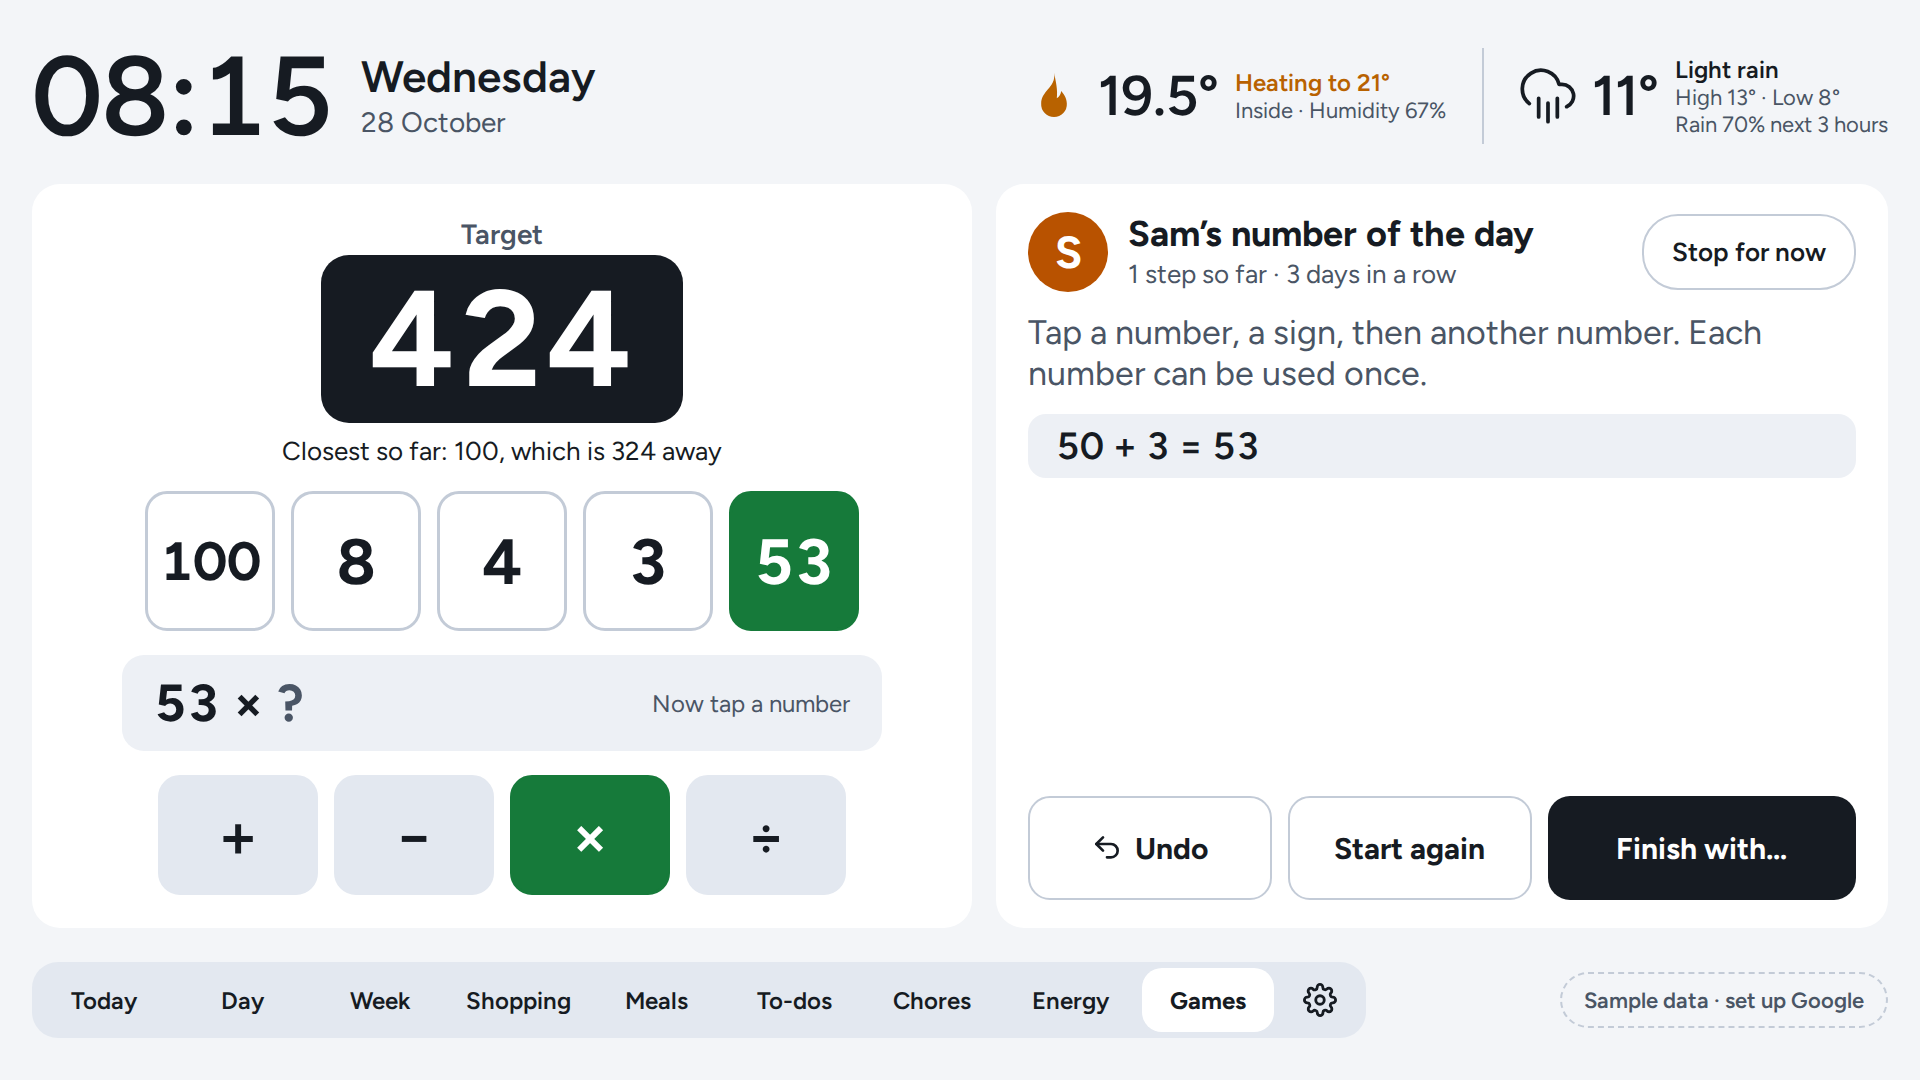 08:15
Wednesday
28 October
19.5°
Heating to 21°
Inside · Humidity 67%
11°
Light rain
High 13° · Low 8°
Rain 70% next 3 hours
Target
424
Closest so far: 100, which is 324 away
100 8 4 3 53
53 × ?
Now tap a number
+ − × ÷
S
Sam’s number of the day
1 step so far · 3 days in a row
Stop for now
Tap a number, a sign, then another number. Each
number can be used once.
50 + 3 = 53
Undo
Start again
Finish with...
Today Day Week Shopping Meals To-dos Chores Energy Games
Sample data · set up Google